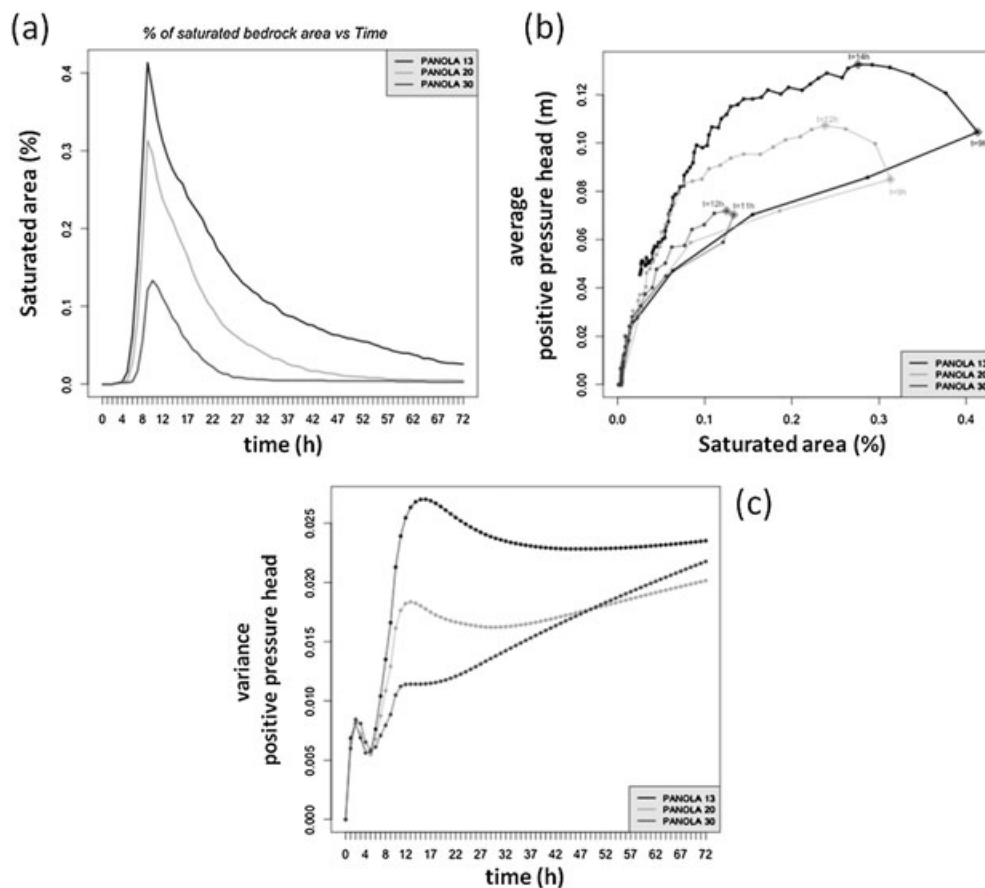 (a)
% of saturated bedrock area vs Time
PANOLA 13
PANOLA 20
PANOLA 30
Saturated area (%)
0.4
0.3
0.2
0.1
0.0
0 4 8 12 17 22 27 32 37 42 47 52 57 62 67 72
time (h)
(b)
average
positive pressure head (m)
0.12
0.10
0.08
0.06
0.04
0.02
0.00
t=14h
t=9h
t=12h
t=9h
t=12h
t=11h
PANOLA 13
PANOLA 20
PANOLA 30
0.0 0.1 0.2 0.3 0.4
Saturated area (%)
(c)
variance
positive pressure head
0.025
0.020
0.015
0.010
0.005
0.000
PANOLA 13
PANOLA 20
PANOLA 30
0 4 8 12 17 22 27 32 37 42 47 52 57 62 67 72
time (h)